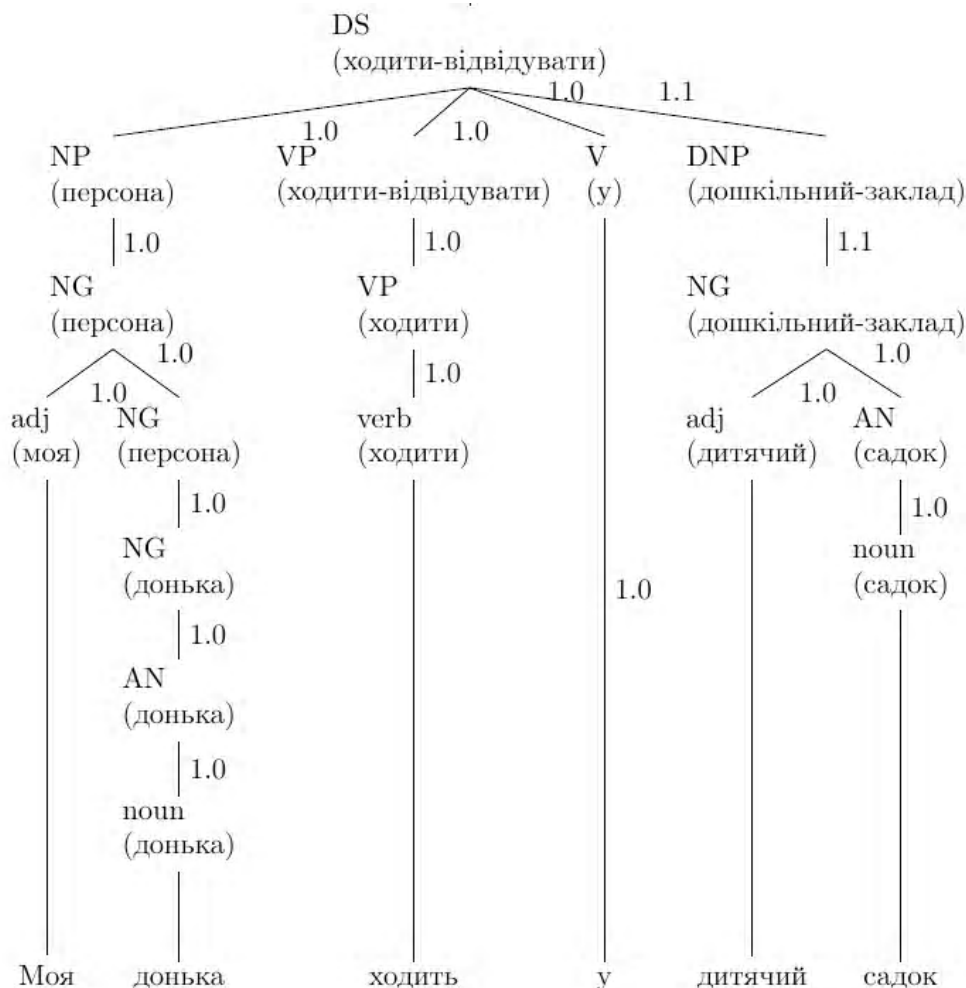 DS
(ходити-відвідувати)
1.0 1.0 1.0 1.1
NP VP V DNP
(персона) (ходити-відвідувати) (у) (дошкільний-заклад)
1.0 1.0 1.1
NG VP NG
(персона) (ходити) (дошкільний-заклад)
1.0 1.0 1.0 1.0 1.0
adj NG verb adj AN
(моя) (персона) (ходити) (дитячий) (садок)
1.0 1.0
NG noun
(донька) (садок)
1.0
1.0
AN
(донька)
1.0
noun
(донька)
Моя донька ходить у дитячий садок